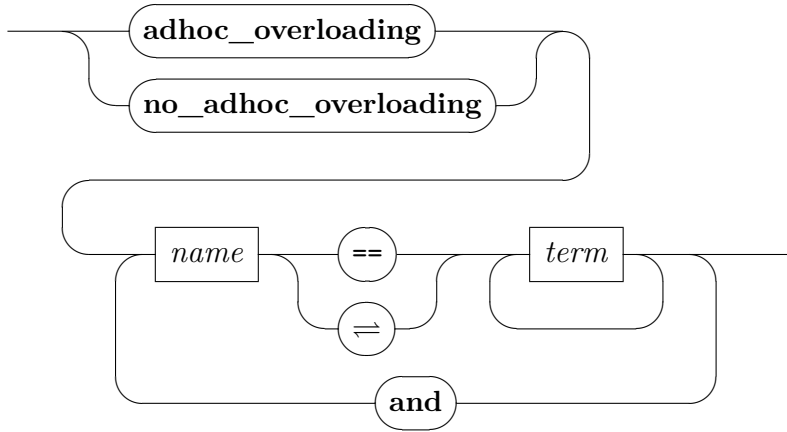 adhoc_overloading
no_adhoc_overloading
name == term
⇌
and